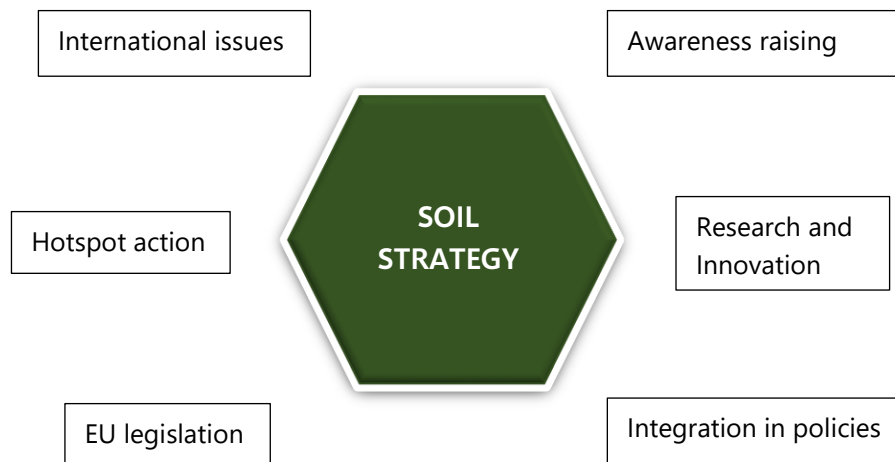 International issues
Awareness raising
SOIL
STRATEGY
Hotspot action
Research and
Innovation
EU legislation
Integration in policies